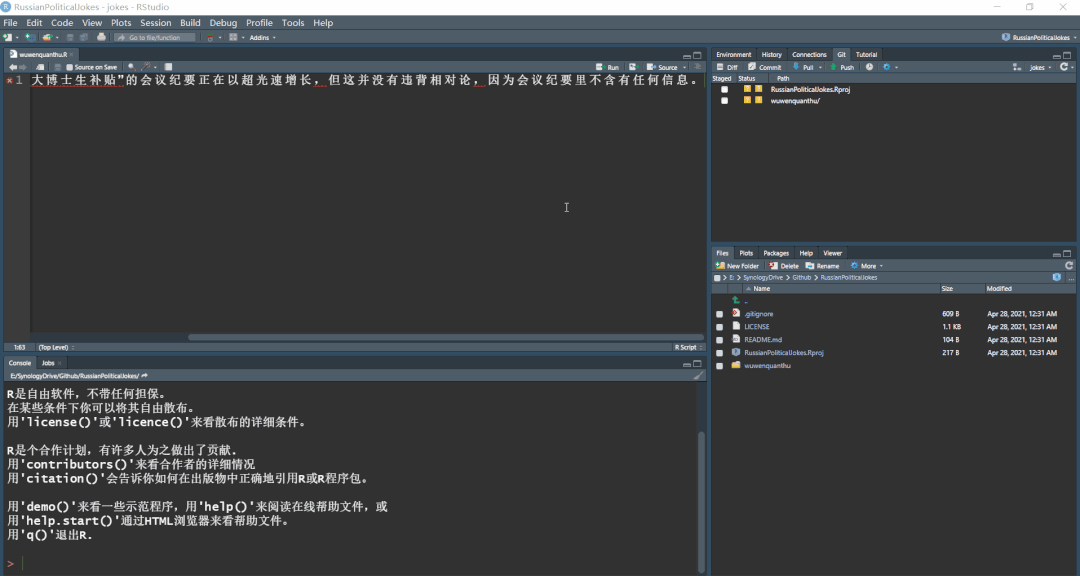 RussianPoliticalJokes - jokes - RStudio
File Edit Code View Plots Session Build Debug Profile Tools Help
Go to file/function Addins RussianPoliticalJokes
wuwenquanthu.R
Source on Save Run Source
1 大博士生补贴”的会议纪要正在以超光速增长，但这并没有违背相对论，因为会议纪要里不含有任何信息。
1:63 (Top Level) R Script
Console Jobs
E:/SynologyDrive/Github/RussianPoliticalJokes/
R是自由软件，不带任何担保。
在某些条件下你可以将其自由散布。
用'license()'或'licence()'来看散布的详细条件。
R是个合作计划，有许多人为之做出了贡献.
用'contributors()'来看合作者的详细情况
用'citation()'会告诉你如何在出版物中正确地引用R或R程序包。
用'demo()'来看一些示范程序，用'help()'来阅读在线帮助文件，或
用'help.start()'通过HTML浏览器来看帮助文件。
用'q()'退出R.
>
Environment History Connections Git Tutorial
Diff Commit Pull Push jokes
Staged Status Path
? ? RussianPoliticalJokes.Rproj
? ? wuwenquanthu/
Files Plots Packages Help Viewer
New Folder Delete Rename More
E: > SynologyDrive > Github > RussianPoliticalJokes
Name Size Modified
..
.gitignore 609 B Apr 28, 2021, 12:31 AM
LICENSE 1.1 KB Apr 28, 2021, 12:31 AM
README.md 104 B Apr 28, 2021, 12:31 AM
RussianPoliticalJokes.Rproj 217 B Apr 28, 2021, 12:31 AM
wuwenquanthu